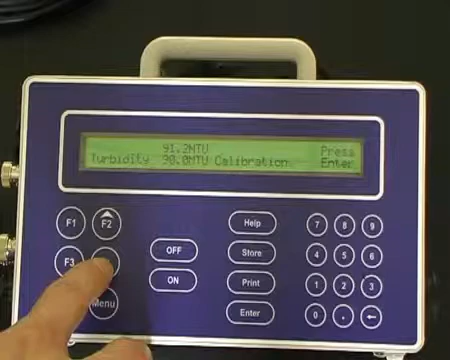 91.2NTU Press
Turbidity 90.0NTU Calibration Enter
F1 F2 Help 7 8 9
F3 OFF Store 4 5 6
ON Print 1 2 3
Menu Enter 0 . ←